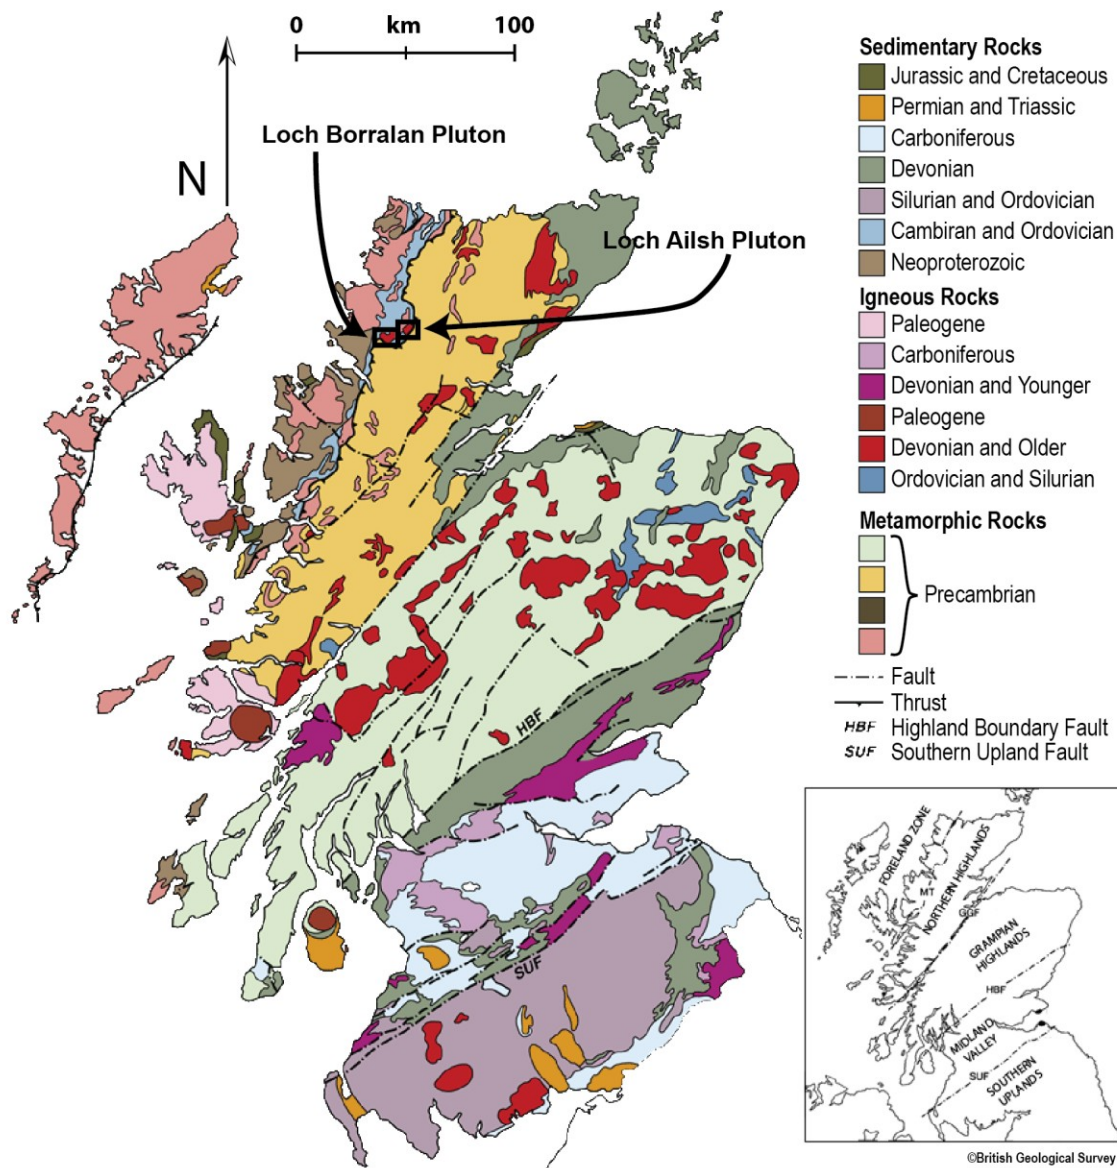 0 km 100
N
Loch Borralan Pluton
Loch Ailsh Pluton
HBF
SUF
Sedimentary Rocks
Jurassic and Cretaceous
Permian and Triassic
Carboniferous
Devonian
Silurian and Ordovician
Cambiran and Ordovician
Neoproterozoic
Igneous Rocks
Paleogene
Carboniferous
Devonian and Younger
Paleogene
Devonian and Older
Ordovician and Silurian
Metamorphic Rocks
Precambrian
Fault
Thrust
HBF Highland Boundary Fault
SUF Southern Upland Fault
FORELAND ZONE
MT
NORTHERN HIGHLANDS
GGF
GRAMPIAN
HIGHLANDS
HBF
MIDLAND
VALLEY
SUF
SOUTHERN
UPLANDS
©British Geological Survey